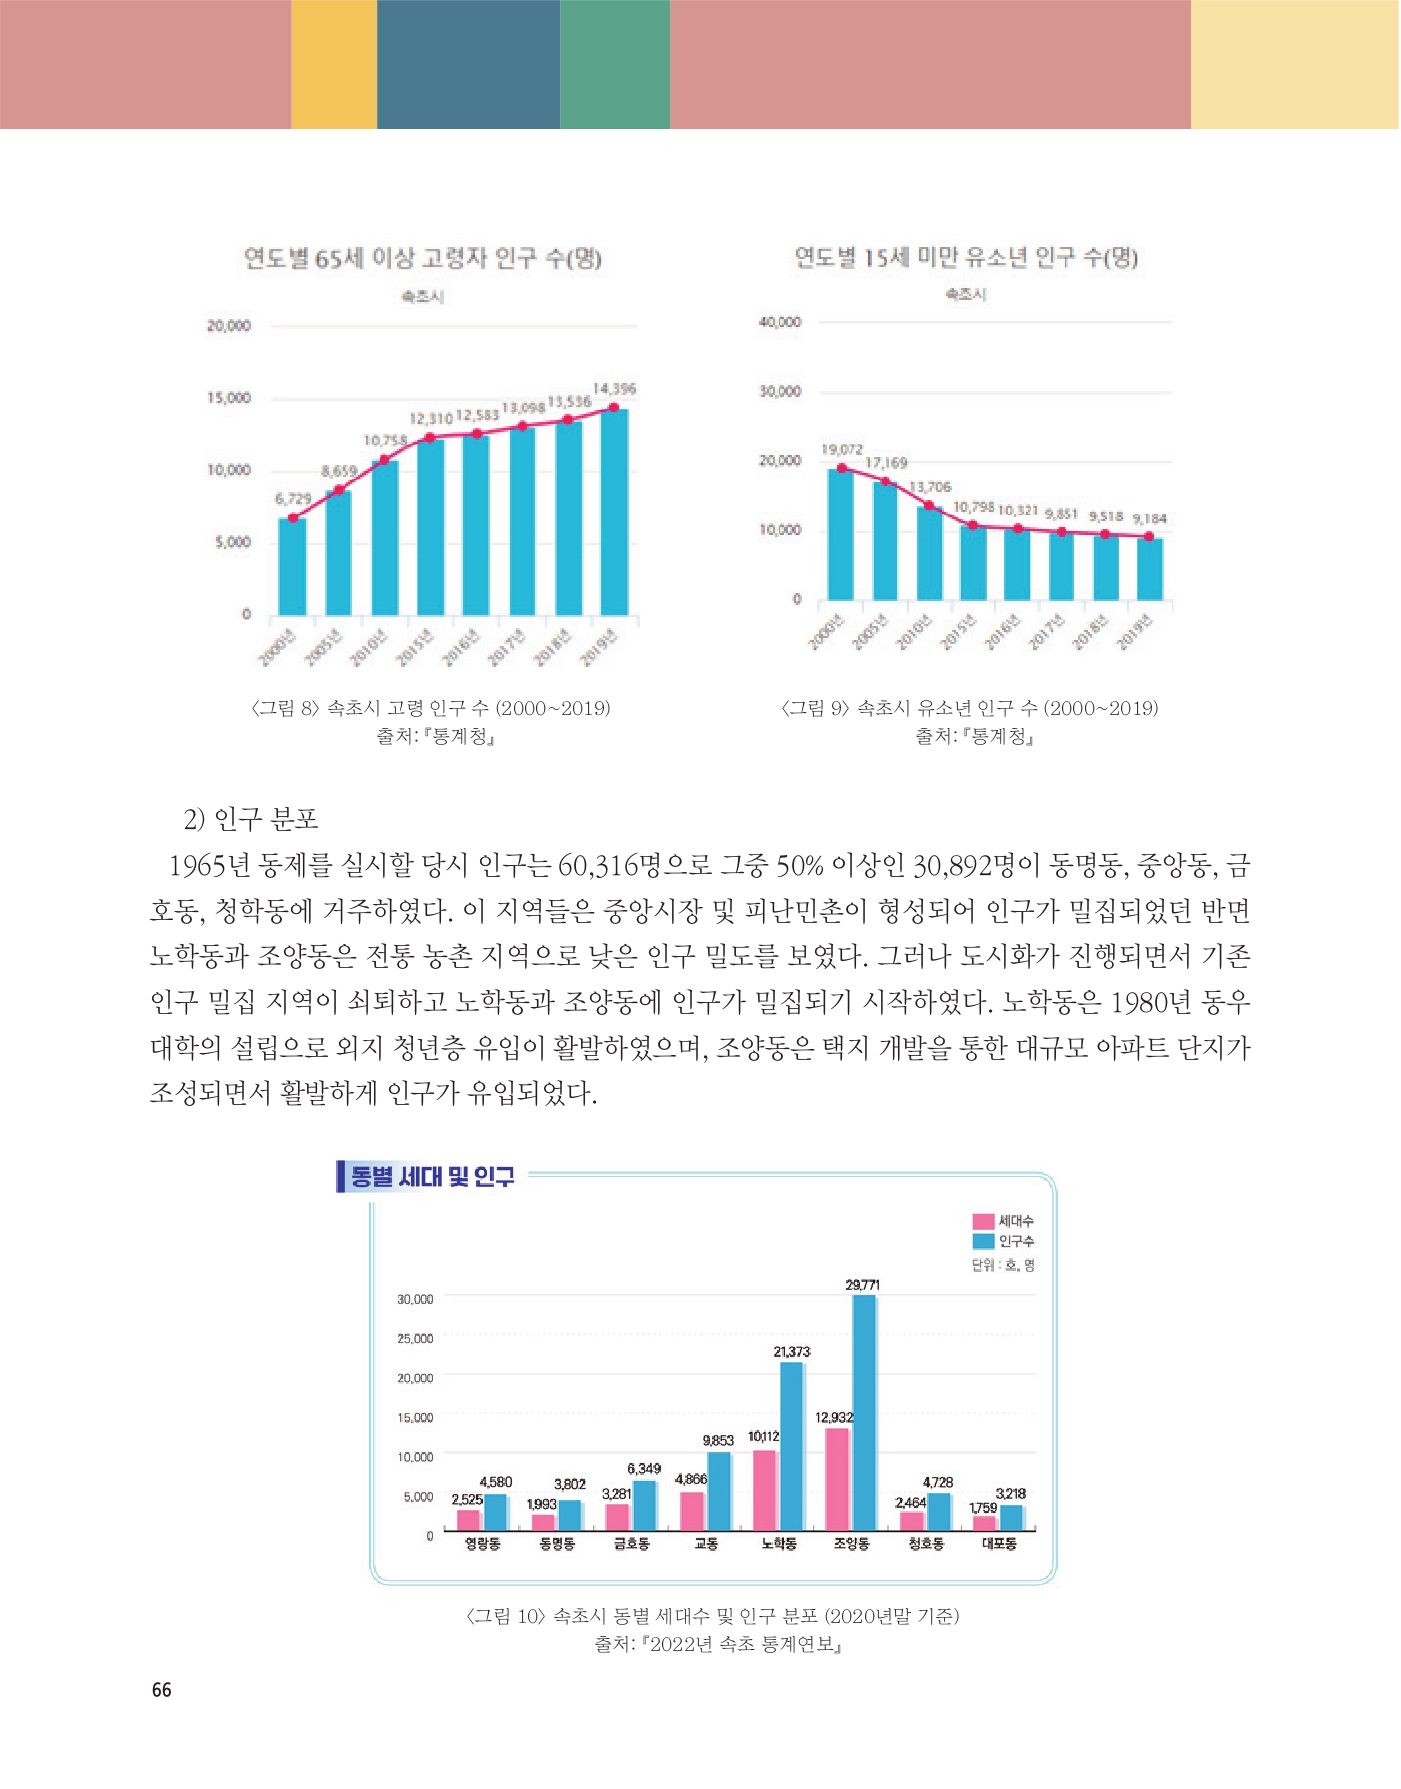 연도별 65세 이상 고령자 인구 수(명)
속초시
20,000
15,000
10,000
5,000
0
6,729
8,659
10,758
12,310
12,583
13,098
13,536
14,396
2000년
2005년
2010년
2015년
2016년
2017년
2018년
2019년
<그림 8> 속초시 고령 인구 수 (2000~2019)
출처:『통계청』
연도별 15세 미만 유소년 인구 수(명)
속초시
40,000
30,000
20,000
10,000
0
19,072
17,169
13,706
10,798
10,321
9,851
9,518
9,184
2000년
2005년
2010년
2015년
2016년
2017년
2018년
2019년
<그림 9> 속초시 유소년 인구 수 (2000~2019)
출처:『통계청』
2) 인구 분포
1965년 동제를 실시할 당시 인구는 60,316명으로 그중 50% 이상인 30,892명이 동명동, 중앙동, 금
호동, 청학동에 거주하였다. 이 지역들은 중앙시장 및 피난민촌이 형성되어 인구가 밀집되었던 반면
노학동과 조양동은 전통 농촌 지역으로 낮은 인구 밀도를 보였다. 그러나 도시화가 진행되면서 기존
인구 밀집 지역이 쇠퇴하고 노학동과 조양동에 인구가 밀집되기 시작하였다. 노학동은 1980년 동우
대학의 설립으로 외지 청년층 유입이 활발하였으며, 조양동은 택지 개발을 통한 대규모 아파트 단지가
조성되면서 활발하게 인구가 유입되었다.
동별 세대 및 인구
세대수
인구수
단위 : 호, 명
30,000
25,000
20,000
15,000
10,000
5,000
0
2,525
4,580
1,993
3,802
3,281
6,349
4,866
9,853
10,112
21,373
12,932
29,771
2,464
4,728
1,759
3,218
영랑동
동명동
금호동
교동
노학동
조양동
청호동
대포동
<그림 10> 속초시 동별 세대수 및 인구 분포 (2020년말 기준)
출처:『2022년 속초 통계연보』
66